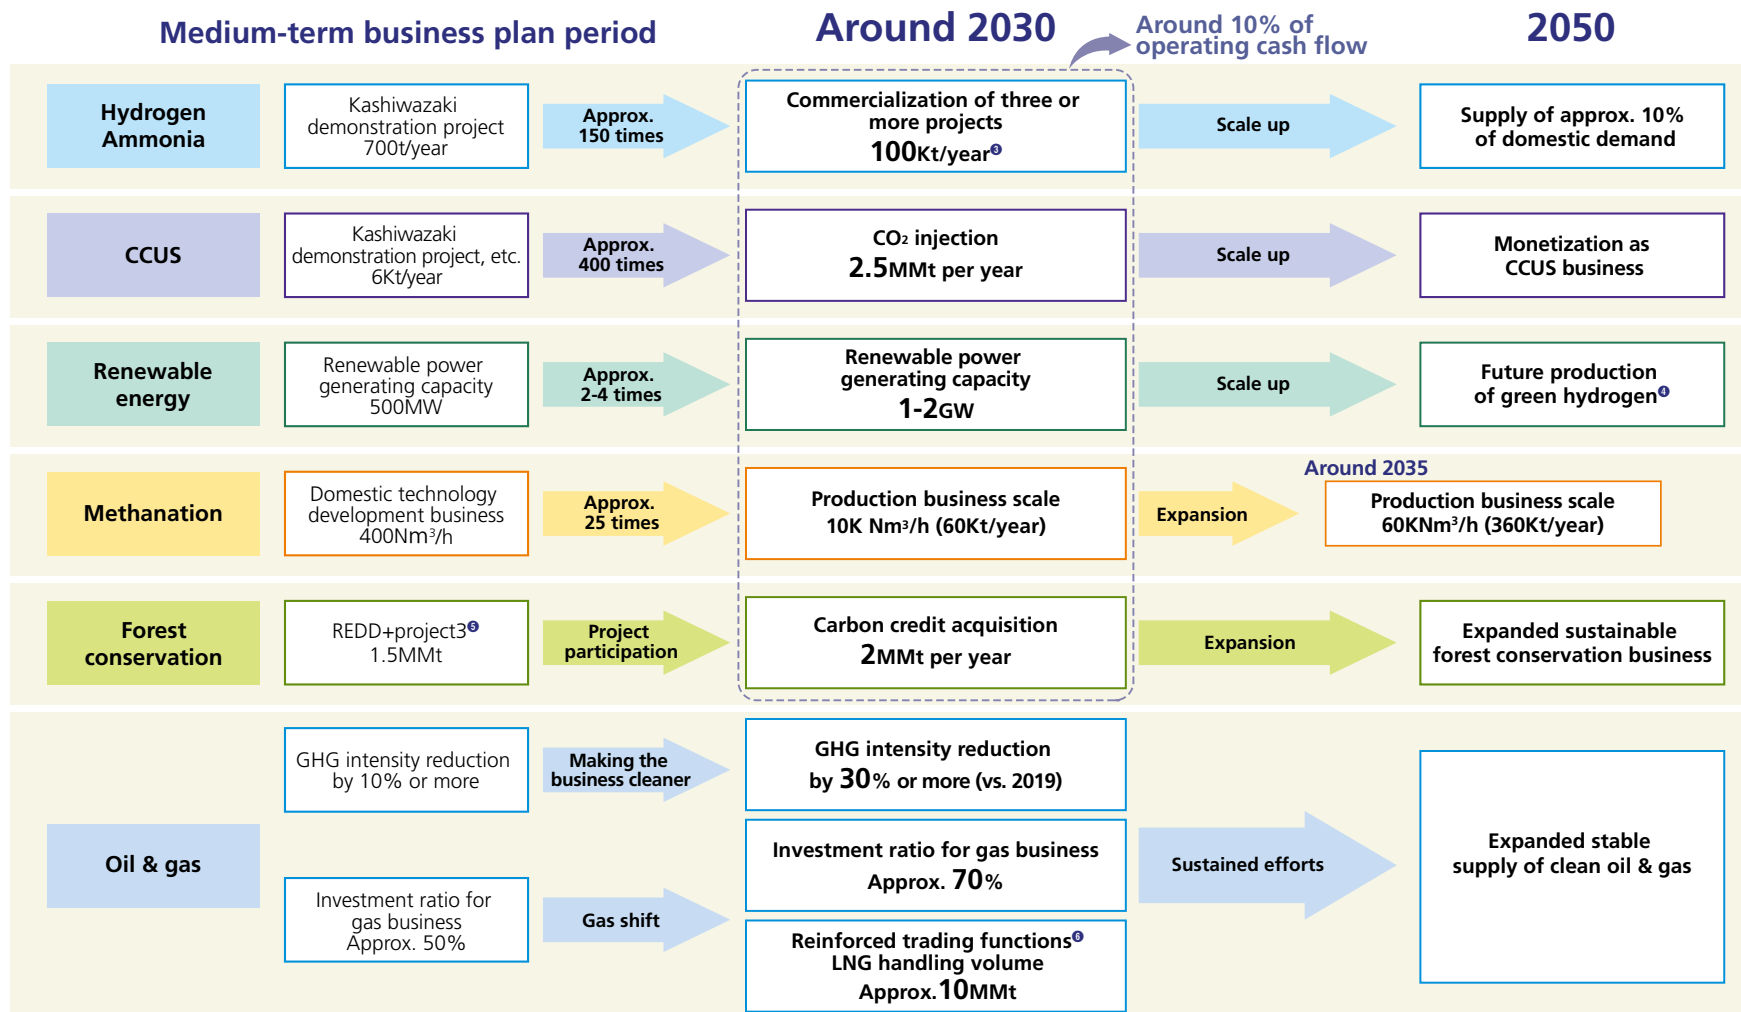 Medium-term business plan period
Around 2030
Around 10% of
operating cash flow
2050
Hydrogen
Ammonia
Kashiwazaki
demonstration project
700t/year
Approx.
150 times
Commercialization of three or
more projects
100Kt/year❸
Scale up
Supply of approx. 10%
of domestic demand
CCUS
Kashiwazaki
demonstration project, etc.
6Kt/year
Approx.
400 times
CO₂ injection
2.5MMt per year
Scale up
Monetization as
CCUS business
Renewable
energy
Renewable power
generating capacity
500MW
Approx.
2-4 times
Renewable power
generating capacity
1-2GW
Scale up
Future production
of green hydrogen❹
Methanation
Domestic technology
development business
400Nm³/h
Approx.
25 times
Production business scale
10K Nm³/h (60Kt/year)
Expansion
Around 2035
Production business scale
60KNm³/h (360Kt/year)
Forest
conservation
REDD+project3❺
1.5MMt
Project
participation
Carbon credit acquisition
2MMt per year
Expansion
Expanded sustainable
forest conservation business
Oil & gas
GHG intensity reduction
by 10% or more
Making the
business cleaner
GHG intensity reduction
by 30% or more (vs. 2019)
Investment ratio for
gas business
Approx. 50%
Gas shift
Investment ratio for gas business
Approx. 70%
Reinforced trading functions❻
LNG handling volume
Approx.10MMt
Sustained efforts
Expanded stable
supply of clean oil & gas